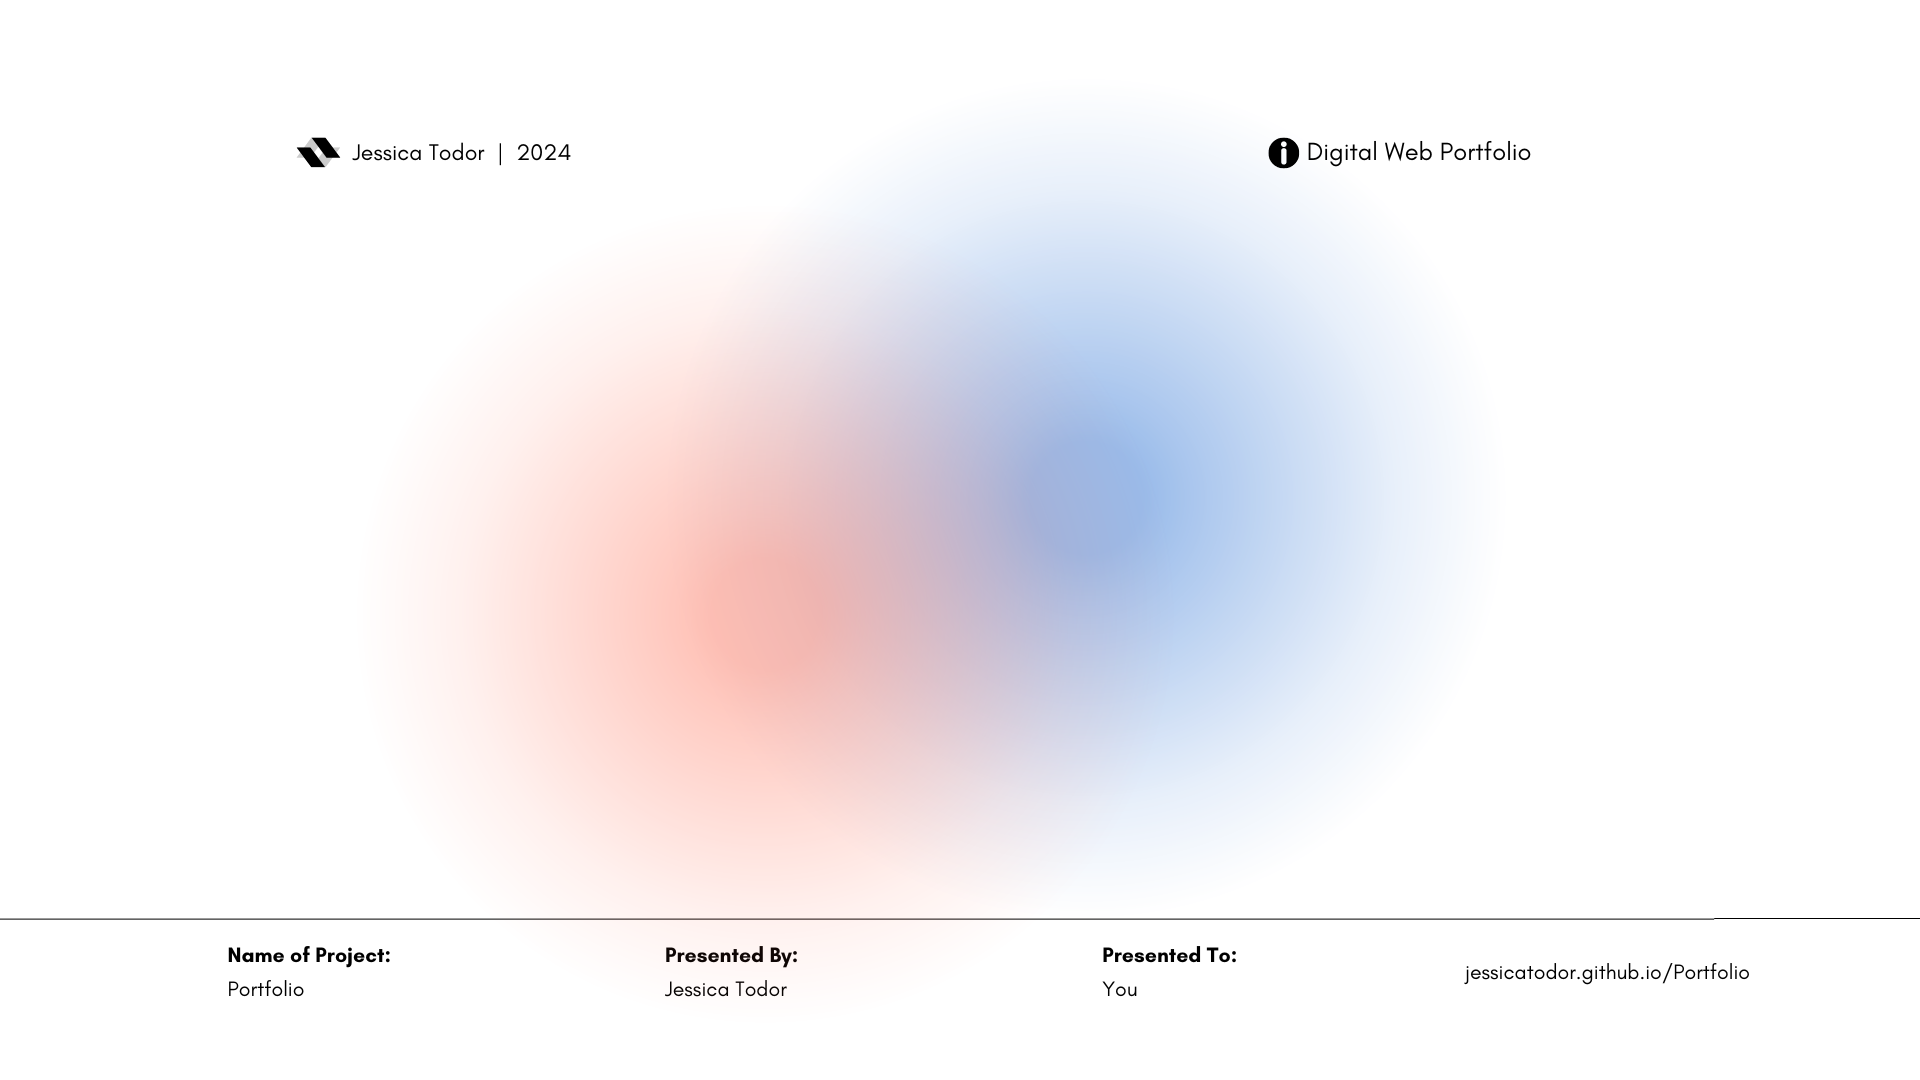 Jessica Todor | 2024
Digital Web Portfolio
Name of Project:
Portfolio
Presented By:
Jessica Todor
Presented To:
You
jessicatodor.github.io/Portfolio